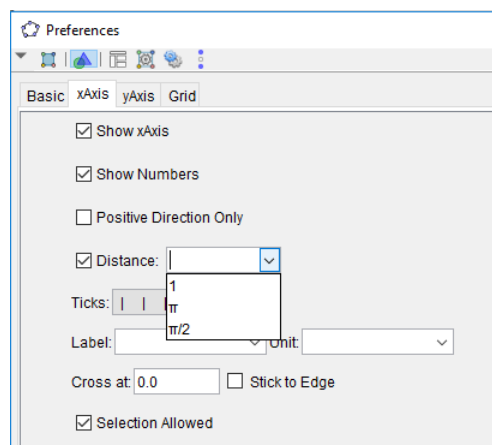 Preferences
Basic xAxis yAxis Grid
Show xAxis
Show Numbers
Positive Direction Only
Distance:
1
Ticks:
π
π/2
Label: Unit:
Cross at: 0.0 Stick to Edge
Selection Allowed